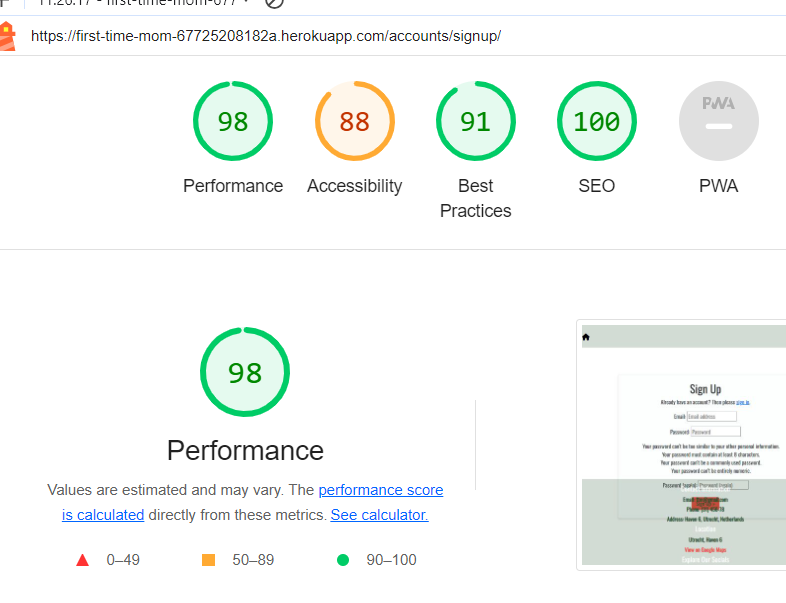 11:26:17 - first-time-mom-677
https://first-time-mom-67725208182a.herokuapp.com/accounts/signup/
98
88
91
100
PWA
Performance
Accessibility
Best
Practices
SEO
PWA
98
Performance
Values are estimated and may vary. The performance score
is calculated directly from these metrics. See calculator.
0–49
50–89
90–100
Sign Up
Already have an account? Then please sign in.
Email: Email address
Password: Password
Your password can't be too similar to your other personal information.
Your password must contain at least 8 characters.
Your password can't be a commonly used password.
Your password can't be entirely numeric.
Password (again): Password (again)
Address: Haven 6, Utrecht, Netherlands
Location
Utrecht, Haven 6
View on Google Maps
Explore Our Socials